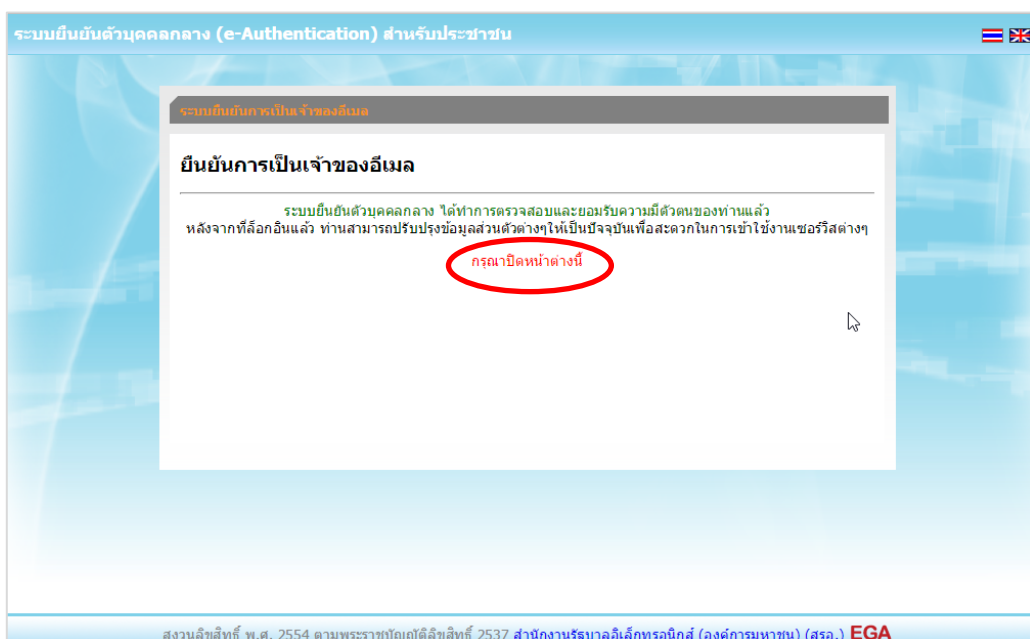 ระบบยืนยันตัวบุคคลกลาง (e-Authentication) สำหรับประชาชน
ระบบยืนยันการเป็นเจ้าของอีเมล
ยืนยันการเป็นเจ้าของอีเมล
ระบบยืนยันตัวบุคคลกลาง ได้ทำการตรวจสอบและยอมรับความมีตัวตนของท่านแล้ว
หลังจากที่ล็อกอินแล้ว ท่านสามารถปรับปรุงข้อมูลส่วนตัวต่างๆให้เป็นปัจจุบันเพื่อสะดวกในการเข้าใช้งานเซอร์วิสต่างๆ
กรุณาปิดหน้าต่างนี้
สงวนลิขสิทธิ์ พ.ศ. 2554 ตามพระราชบัญญัติลิขสิทธิ์ 2537 สำนักงานรัฐบาลอิเล็กทรอนิกส์ (องค์การมหาชน) (สรอ.) EGA